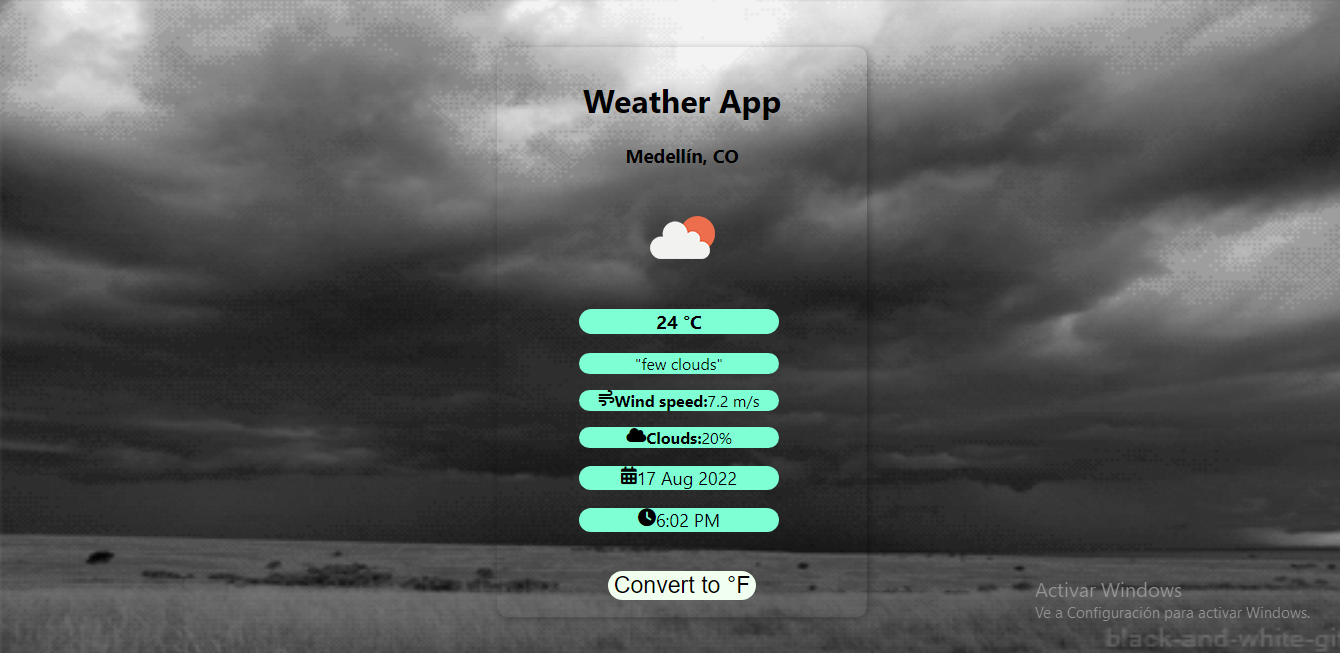 Weather App
Medellín, CO
24 °C
"few clouds"
Wind speed:7.2 m/s
Clouds:20%
17 Aug 2022
6:02 PM
Convert to °F
Activar Windows
Ve a Configuración para activar Windows.
black-and-white-gi